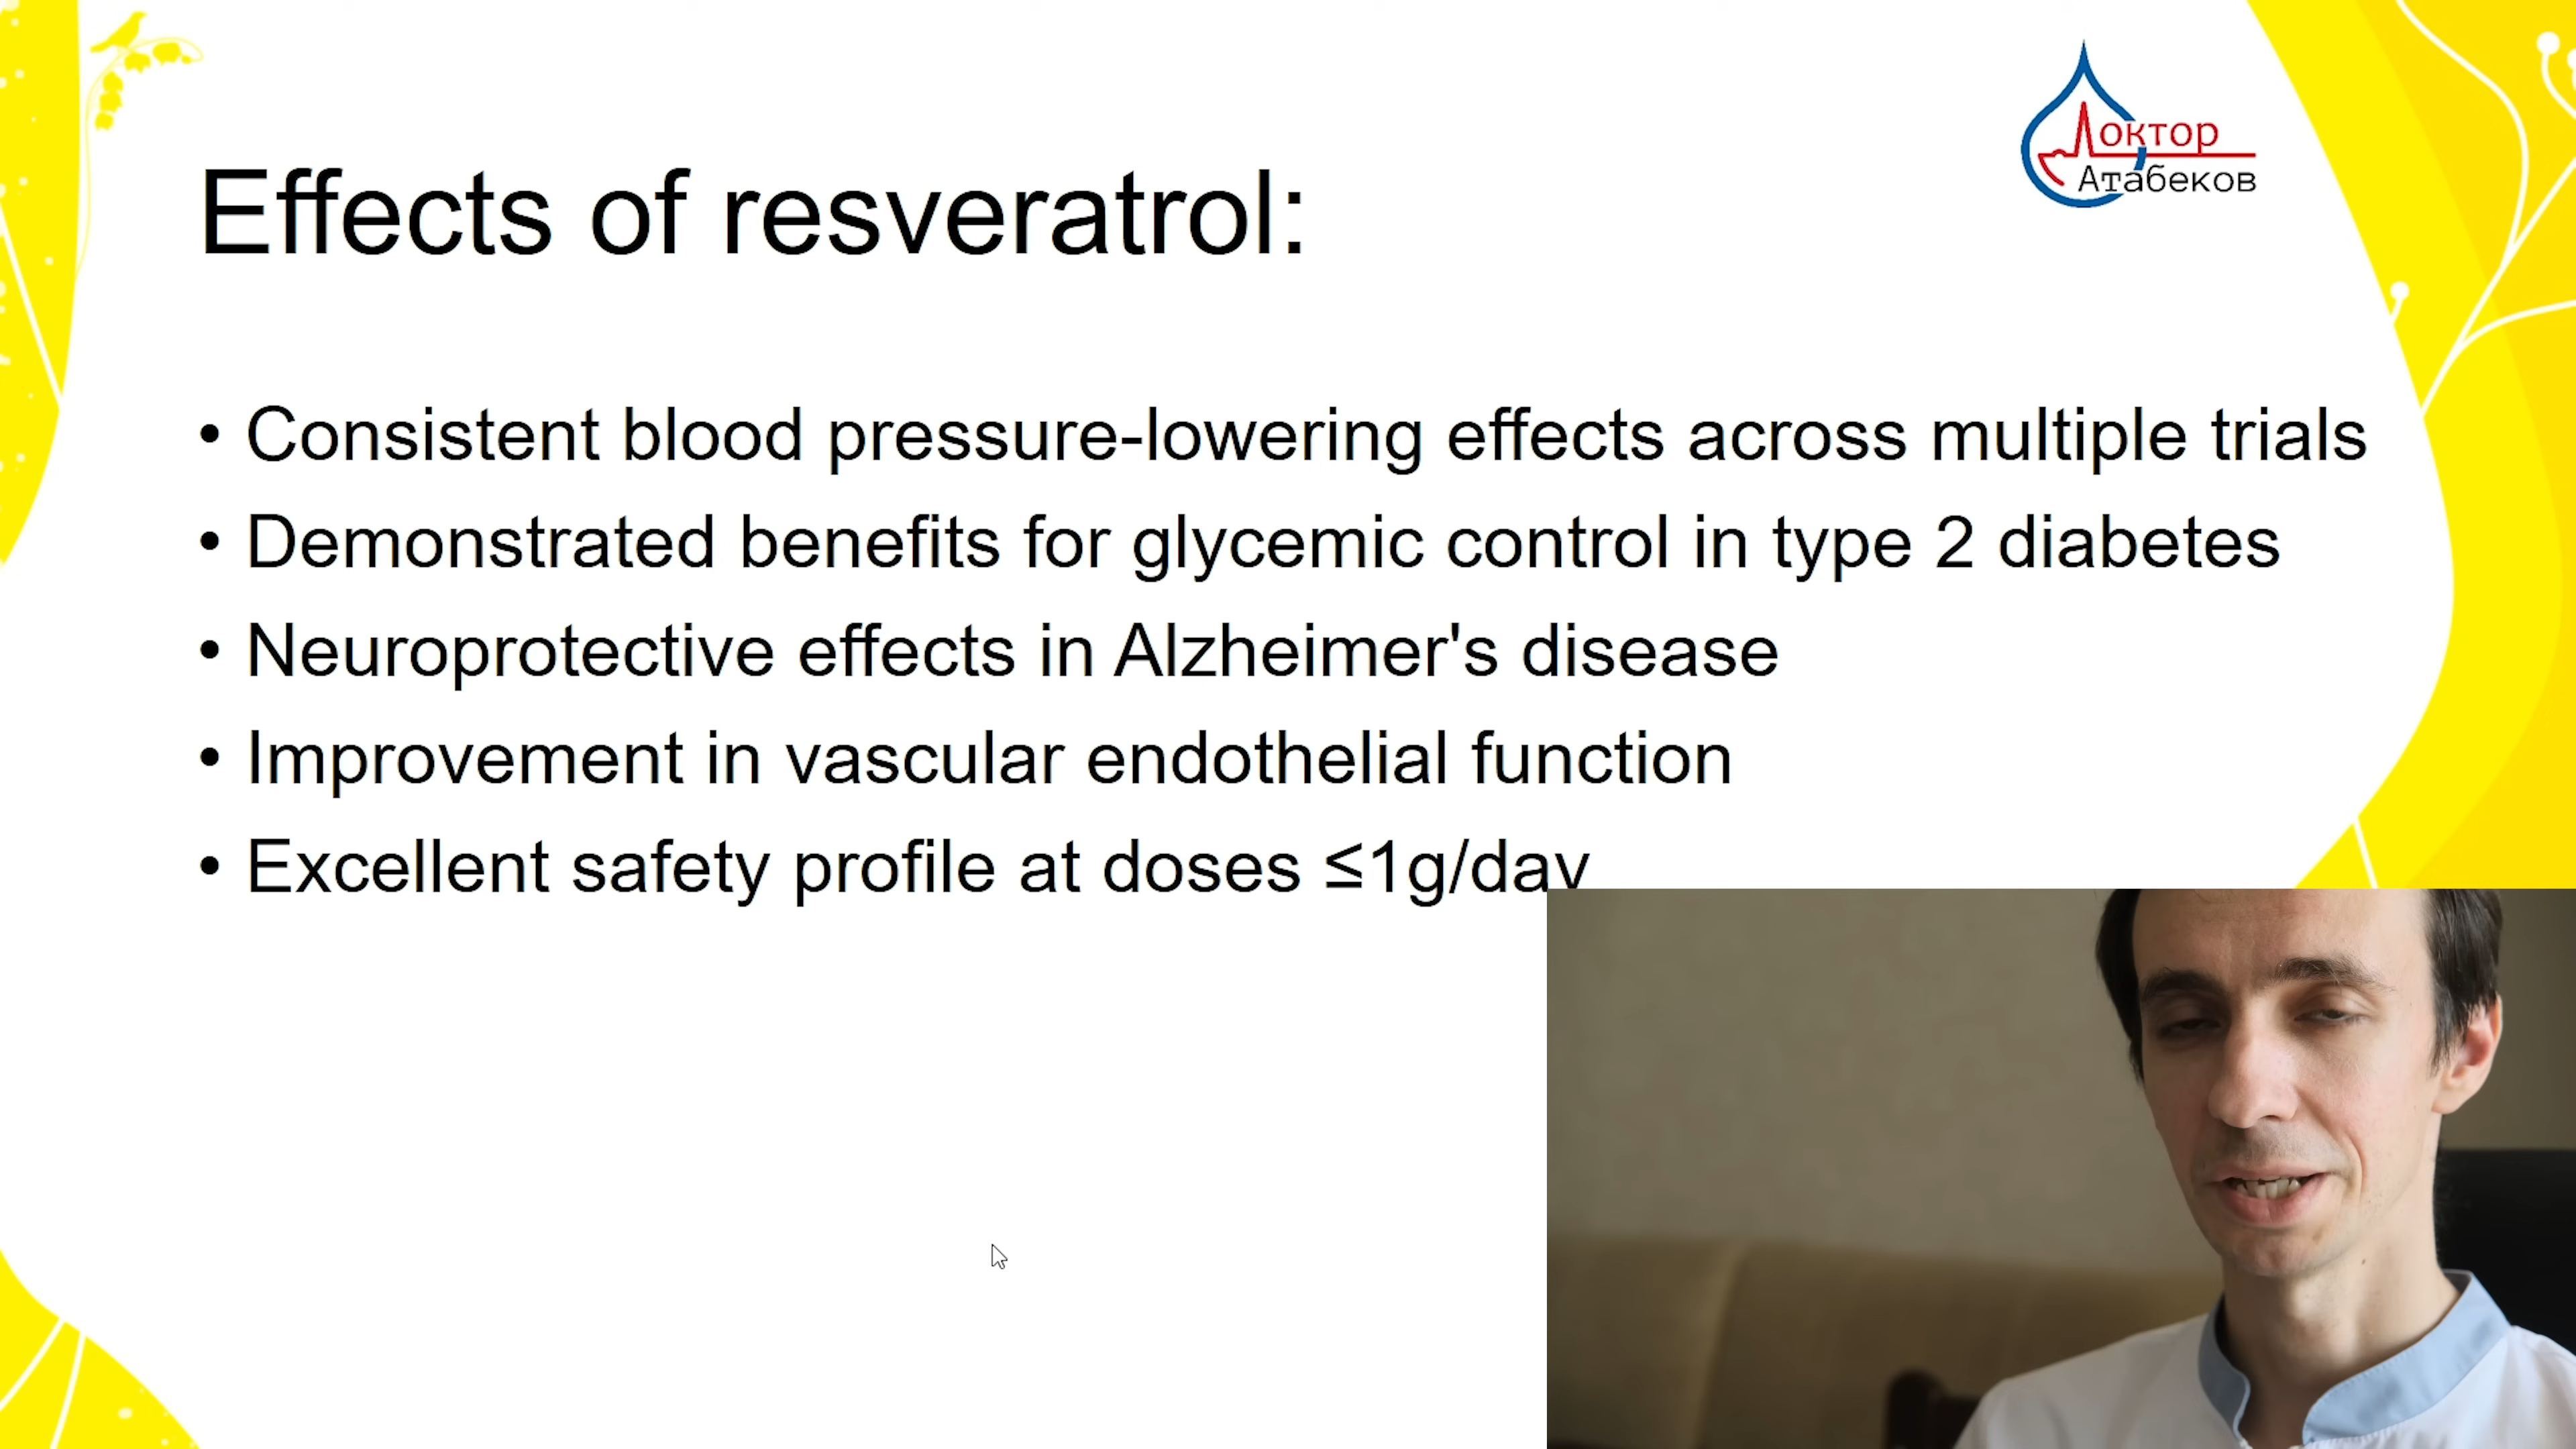 Доктор
Атабеков
Effects of resveratrol:
• Consistent blood pressure-lowering effects across multiple trials
• Demonstrated benefits for glycemic control in type 2 diabetes
• Neuroprotective effects in Alzheimer's disease
• Improvement in vascular endothelial function
• Excellent safety profile at doses ≤1g/day